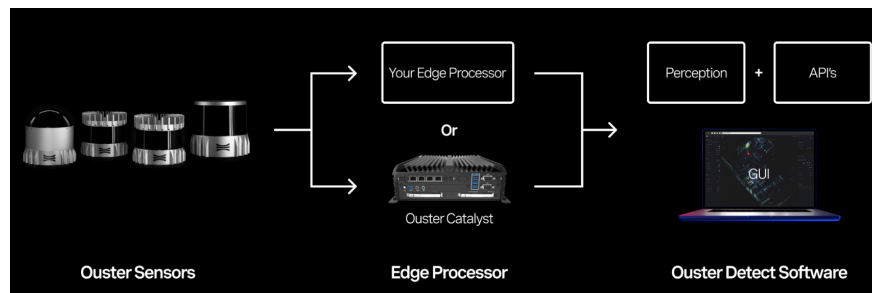 Your Edge Processor
Or
Ouster Catalyst
Perception + API's
GUI
Ouster Sensors
Edge Processor
Ouster Detect Software